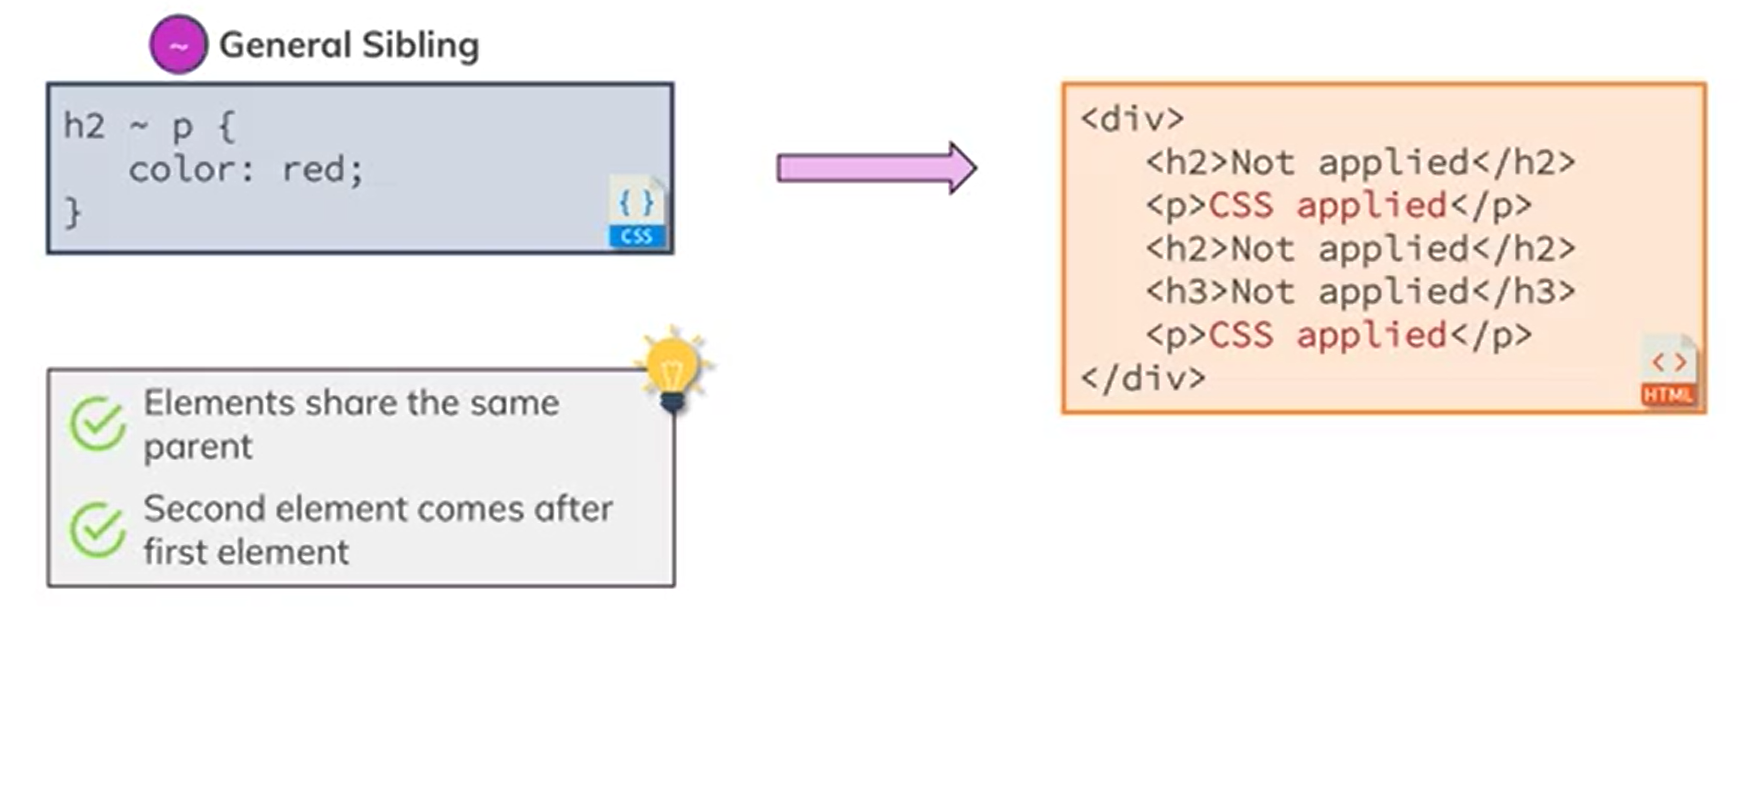 ~ General Sibling
h2 ~ p {
color: red;
}
{ }
CSS
<div>
<h2>Not applied</h2>
<p>CSS applied</p>
<h2>Not applied</h2>
<h3>Not applied</h3>
<p>CSS applied</p>
</div>
< >
HTML
Elements share the same
parent
Second element comes after
first element